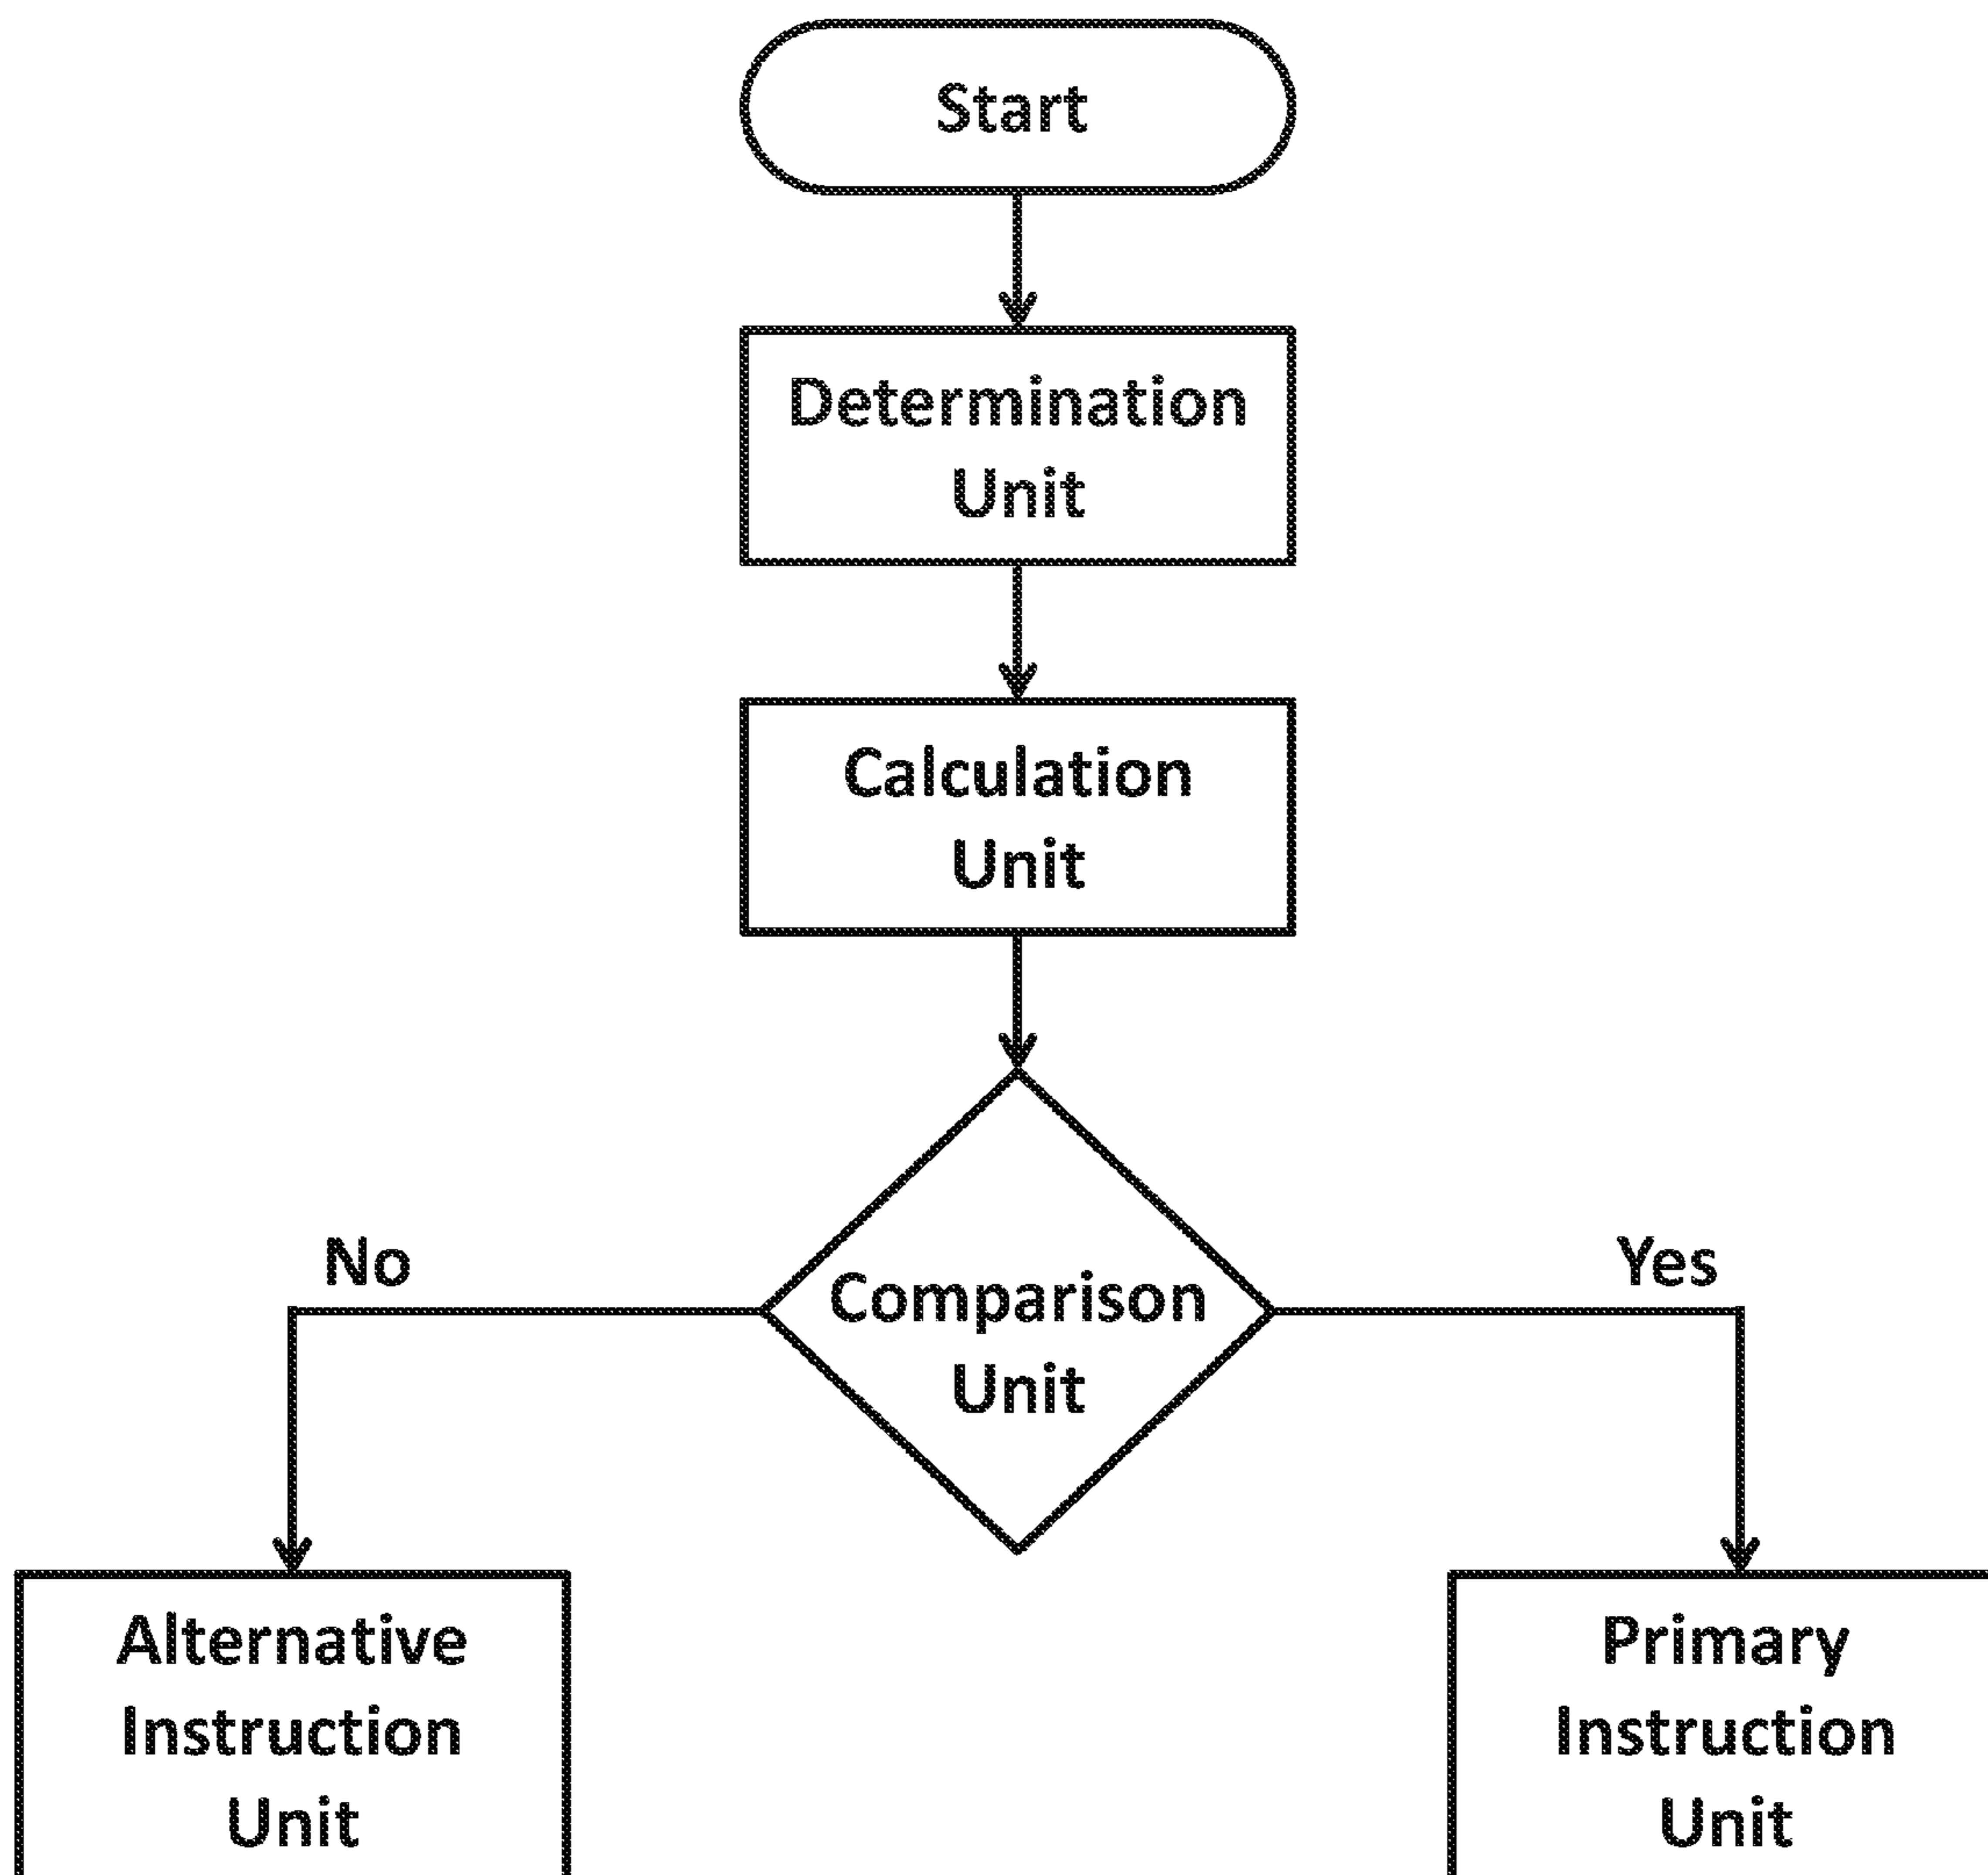 Start
Determination
Unit
Calculation
Unit
No
Yes
Comparison
Unit
Alternative
Instruction
Unit
Primary
Instruction
Unit